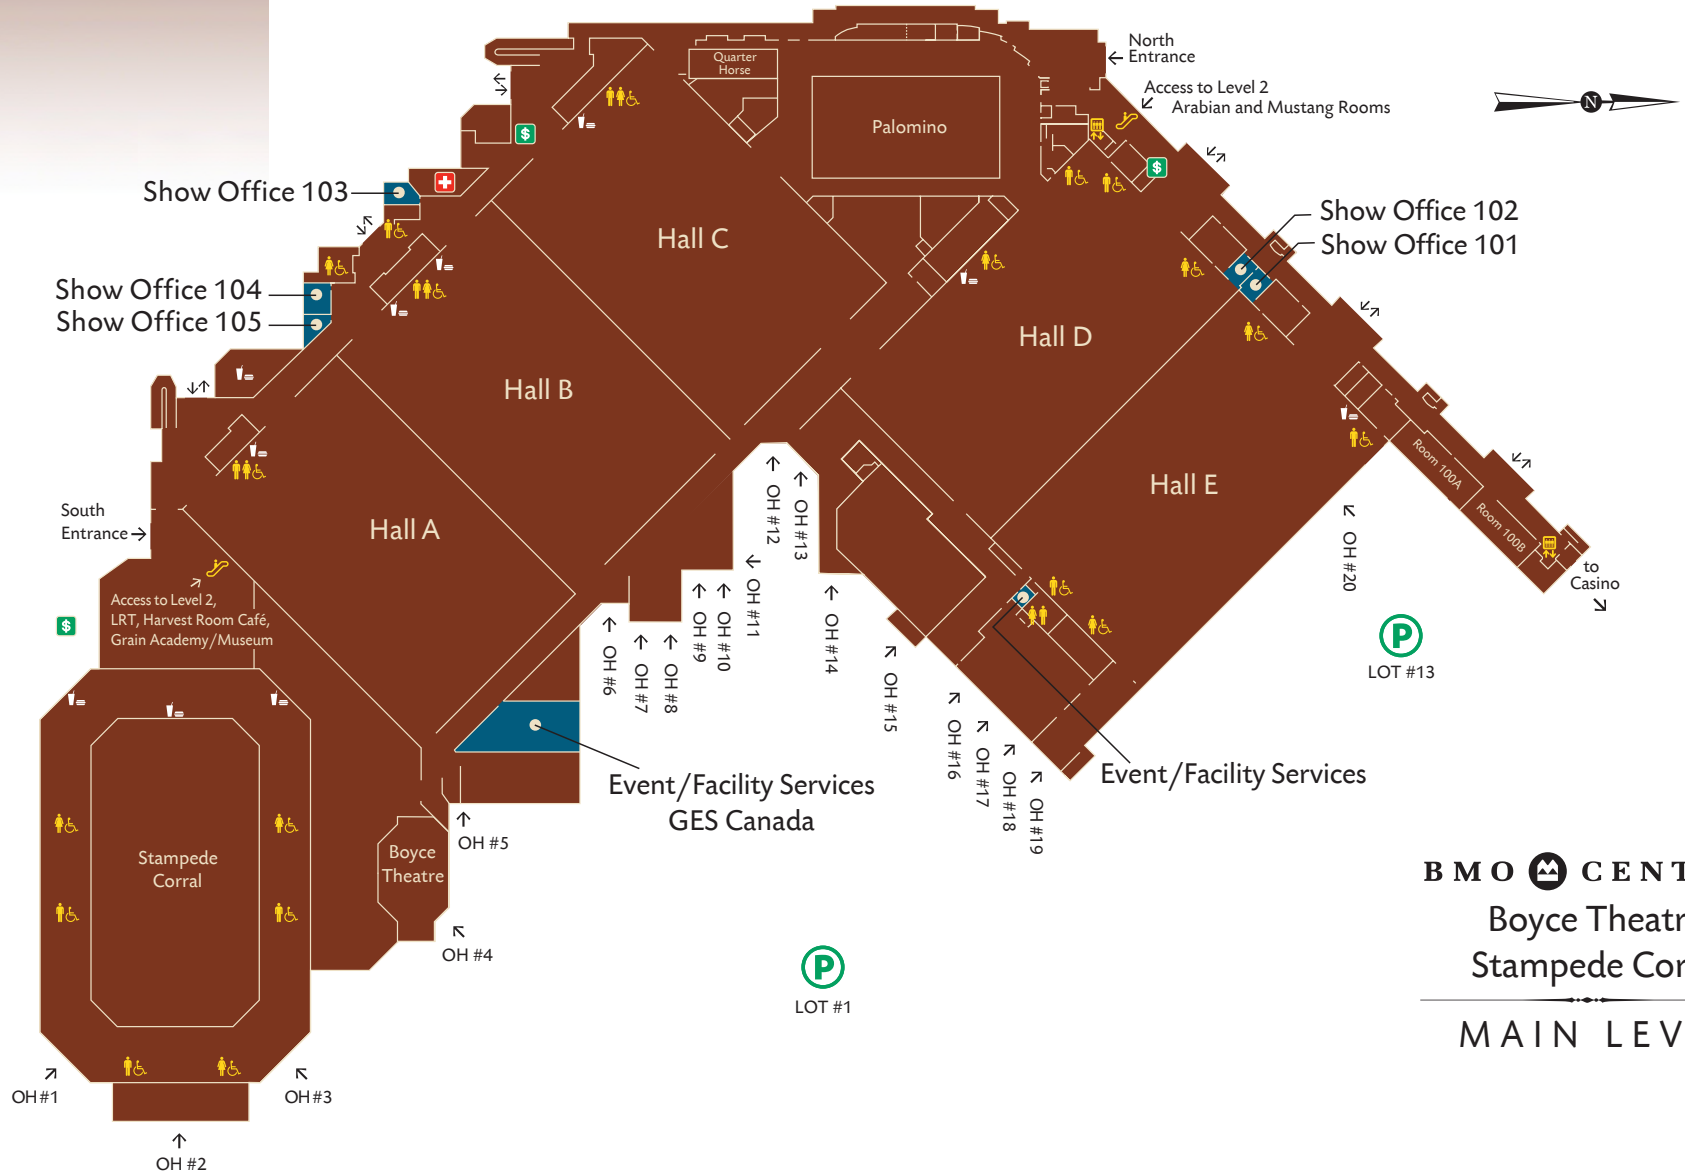 North
Entrance
Quarter
Horse
Access to Level 2
Arabian and Mustang Rooms
N
Palomino
$
$
Show Office 103
Show Office 102
Show Office 101
Hall C
Show Office 104
Show Office 105
Hall D
Hall B
Room 100A
Room 100B
Hall E
South
Entrance
Hall A
OH #12
OH #13
OH #20
to
Casino
Access to Level 2,
LRT, Harvest Room Café,
Grain Academy/Museum
$
OH #11
OH #10
OH #9
OH #8
OH #7
OH #6
OH #14
OH #15
P
LOT #13
OH #16
OH #17
OH #18
OH #19
Event/Facility Services
GES Canada
Event/Facility Services
OH #5
Stampede
Corral
Boyce
Theatre
OH #4
P
LOT #1
BMO CENT
Boyce Theatr
Stampede Cor
MAIN LEV
OH #1
OH #3
OH #2